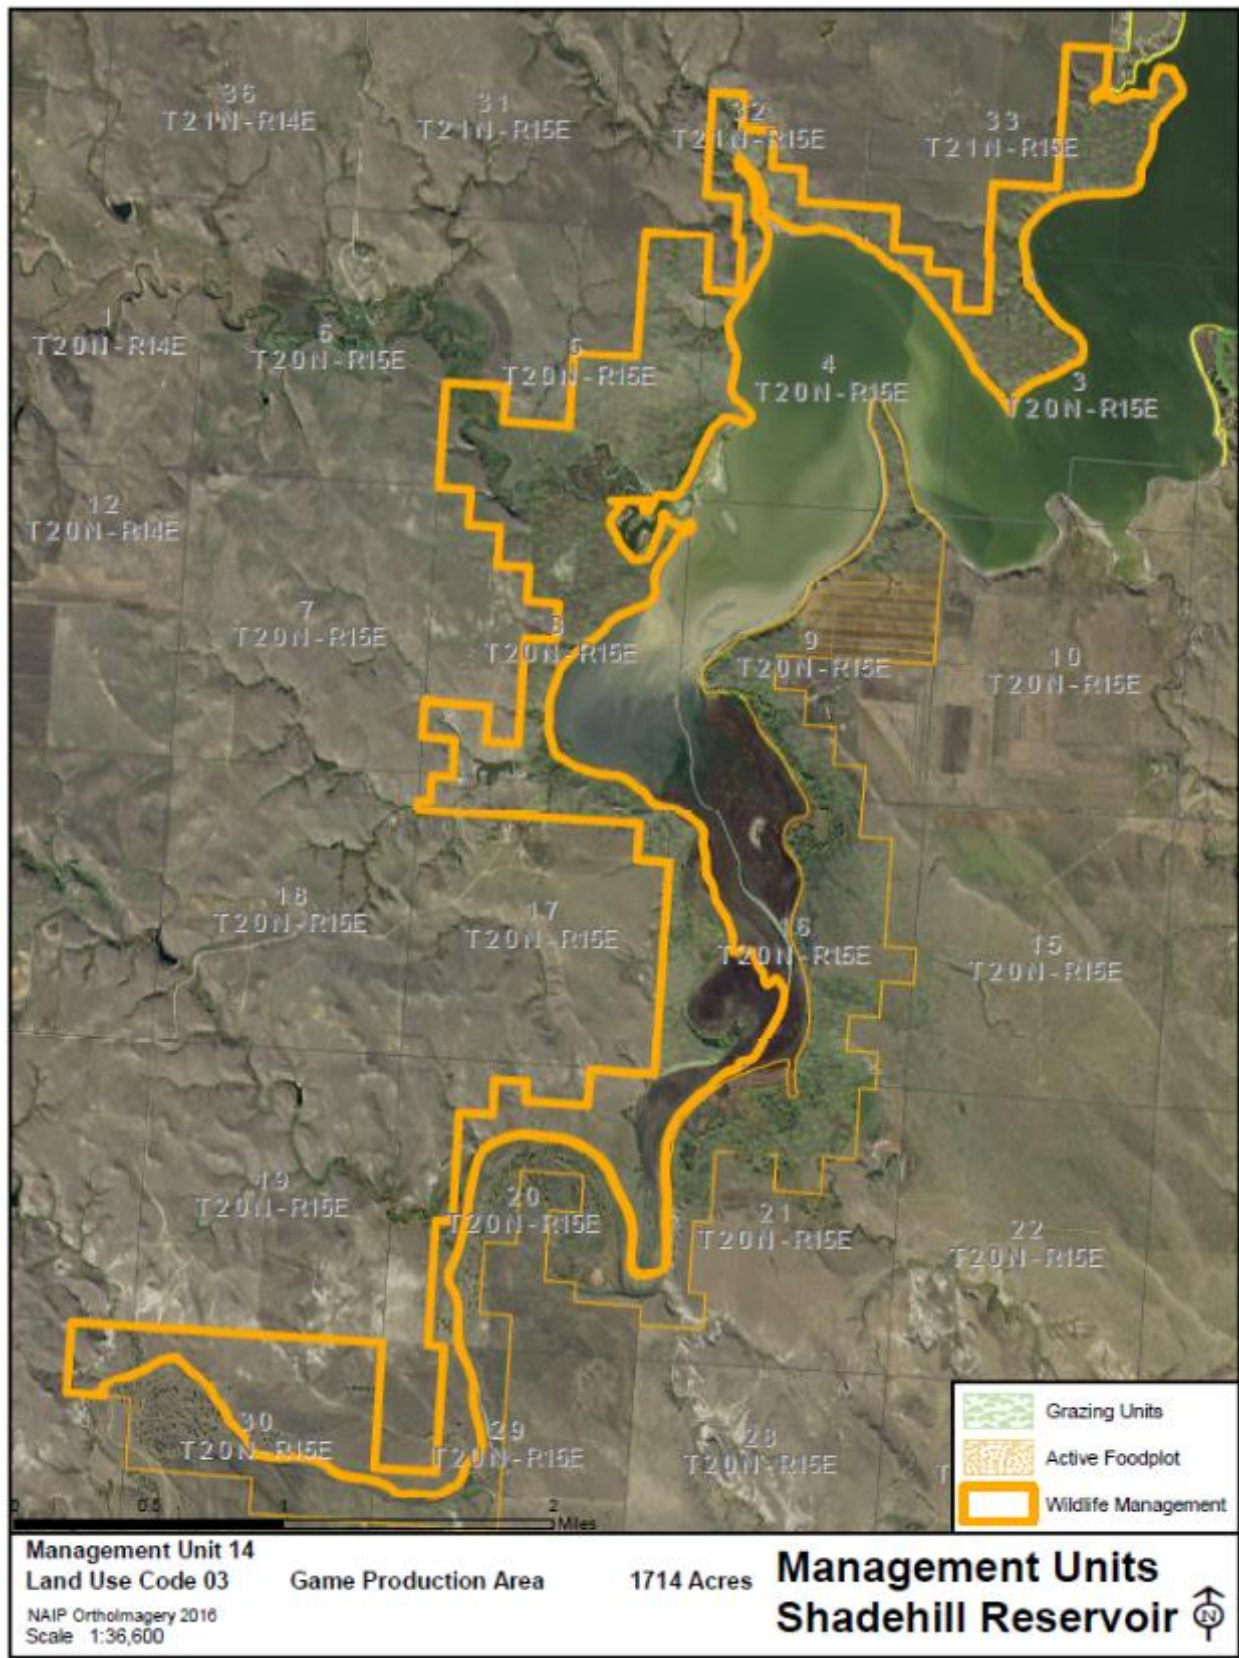 36
T21N-R14E
31
T21N-R15E
32
T21N-R15E
33
T21N-R15E
1
T20N-R14E
6
T20N-R15E
5
T20N-R15E
4
T20N-R15E
3
T20N-R15E
12
T20N-R14E
7
T20N-R15E
8
T20N-R15E
9
T20N-R15E
10
T20N-R15E
18
T20N-R15E
17
T20N-R15E
16
T20N-R15E
15
T20N-R15E
19
T20N-R15E
20
T20N-R15E
21
T20N-R15E
22
T20N-R15E
30
T20N-R15E
29
T20N-R15E
28
T20N-R15E
T
Grazing Units
Active Foodplot
Wildlife Management
0 0.5 1 2
Miles
Management Unit 14
Land Use Code 03 Game Production Area 1714 Acres
NAIP OrthoImagery 2016
Scale 1:36,600
Management Units
Shadehill Reservoir
N